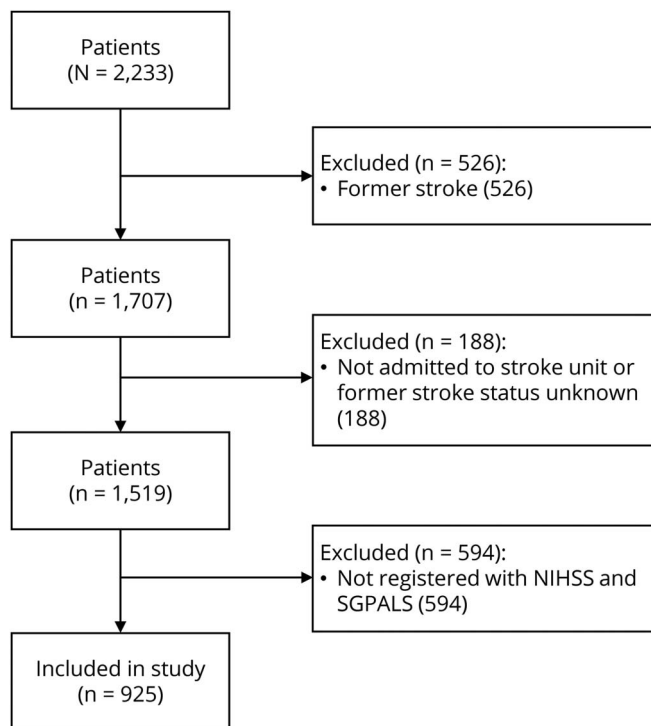 Patients
(N = 2,233)
Excluded (n = 526):
• Former stroke (526)
Patients
(n = 1,707)
Excluded (n = 188):
• Not admitted to stroke unit or
former stroke status unknown
(188)
Patients
(n = 1,519)
Excluded (n = 594):
• Not registered with NIHSS and
SGPALS (594)
Included in study
(n = 925)